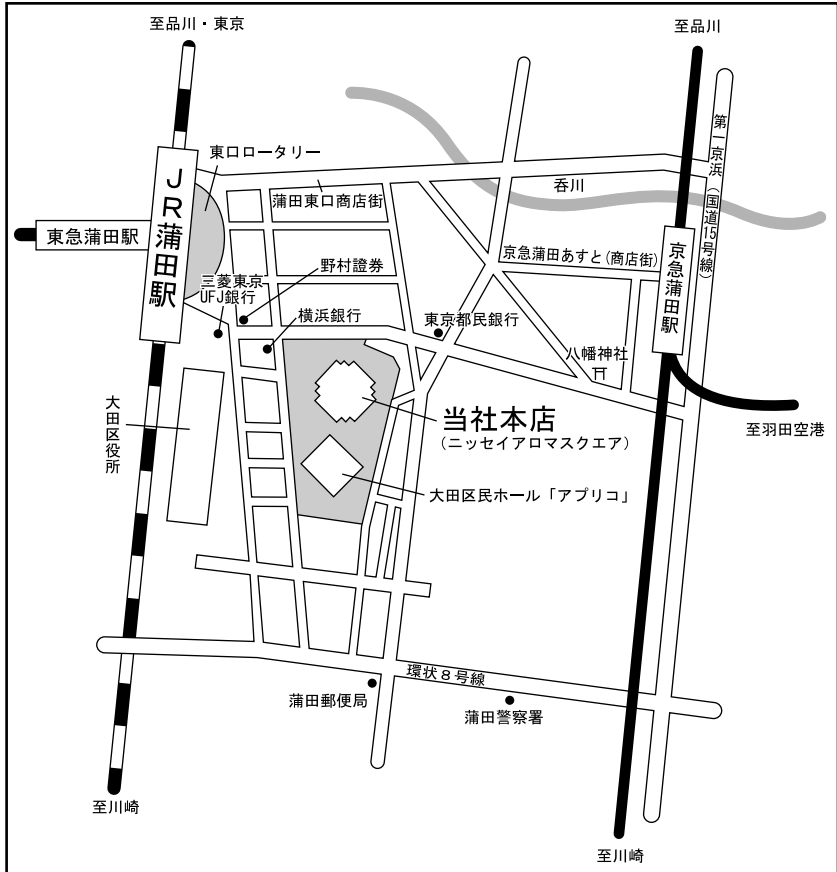 至品川・東京
至品川
東口ロータリー
第一京浜(国道15号線)
JR蒲田駅
呑川
蒲田東口商店街
東急蒲田駅
京急蒲田あすと(商店街)
京急蒲田駅
野村證券
三菱東京
UFJ銀行
横浜銀行
東京都民銀行
八幡神社
大田区役所
当社本店
(ニッセイアロマスクエア)
至羽田空港
大田区民ホール「アプリコ」
環状8号線
蒲田郵便局
蒲田警察署
至川崎
至川崎